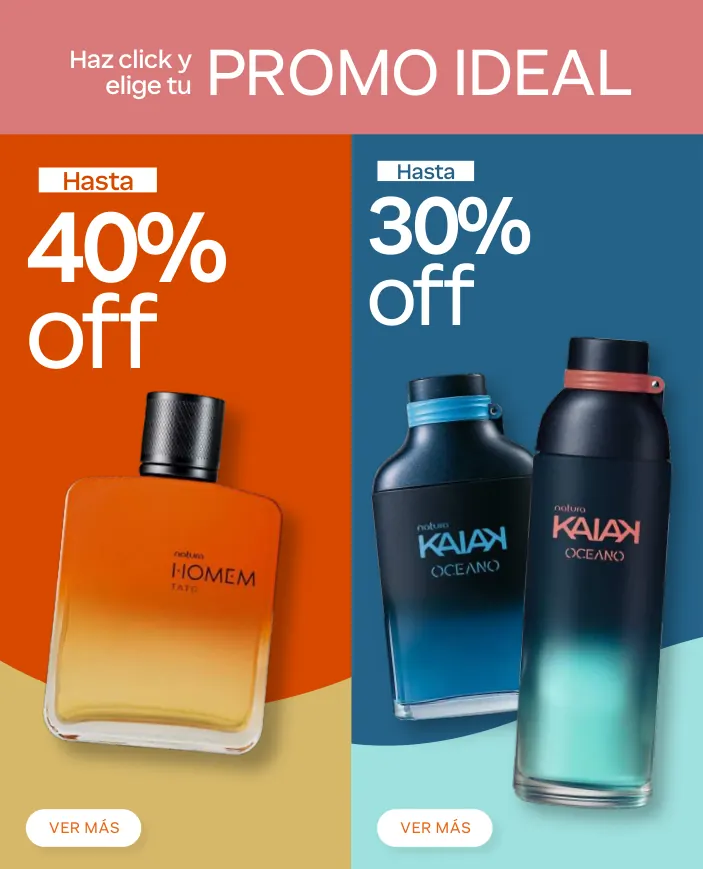 Haz click y
elige tu
PROMO IDEAL
Hasta
40%
off
natura
HOMEM
TATO
VER MÁS
Hasta
30%
off
natura
KAIAK
OCEANO
natura
KAIAK
OCEANO
VER MÁS